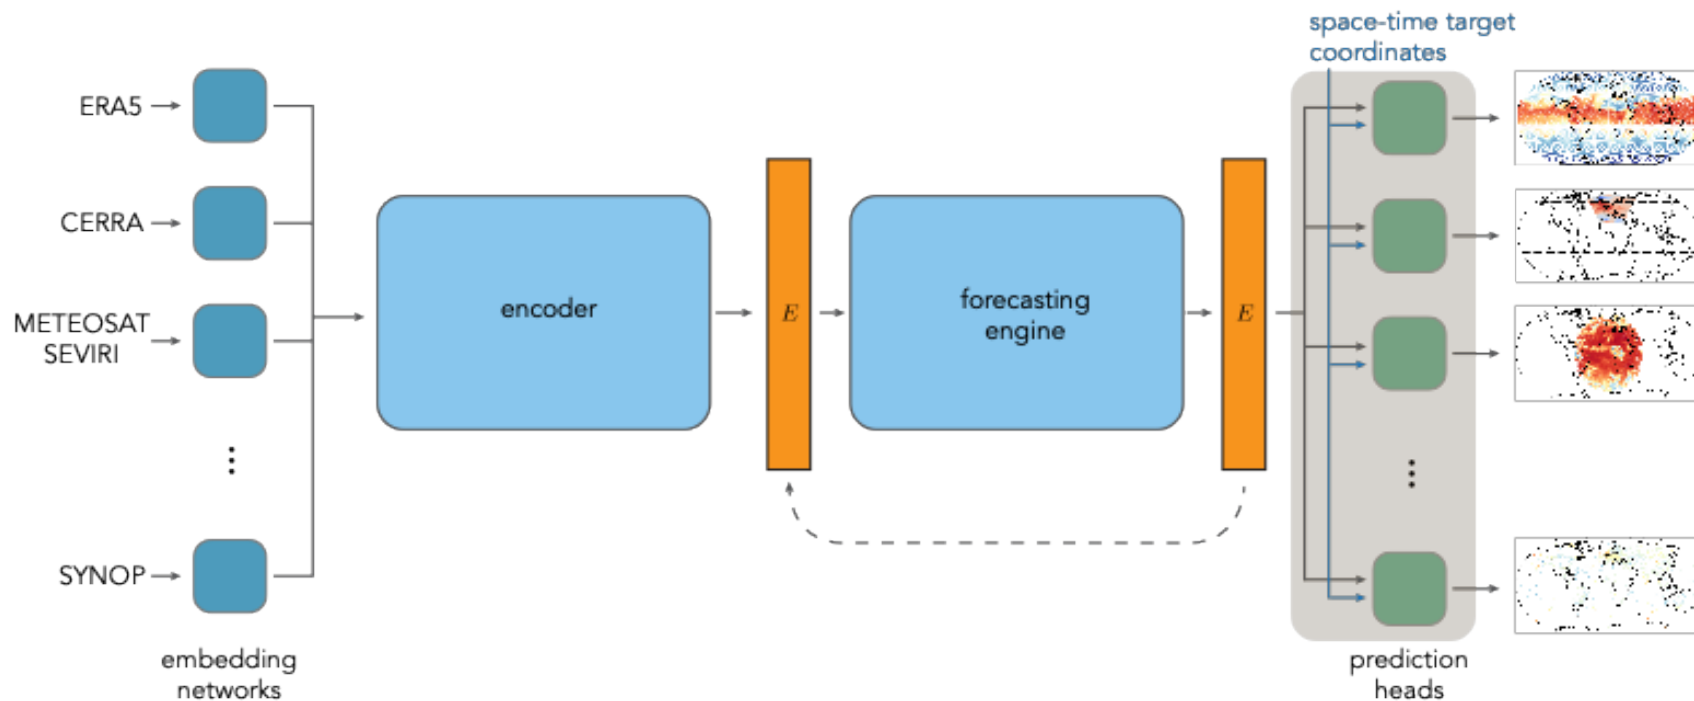 space-time target
coordinates
ERA5
CERRA
METEOSAT
SEVIRI
SYNOP
embedding
networks
encoder
E
forecasting
engine
E
prediction
heads